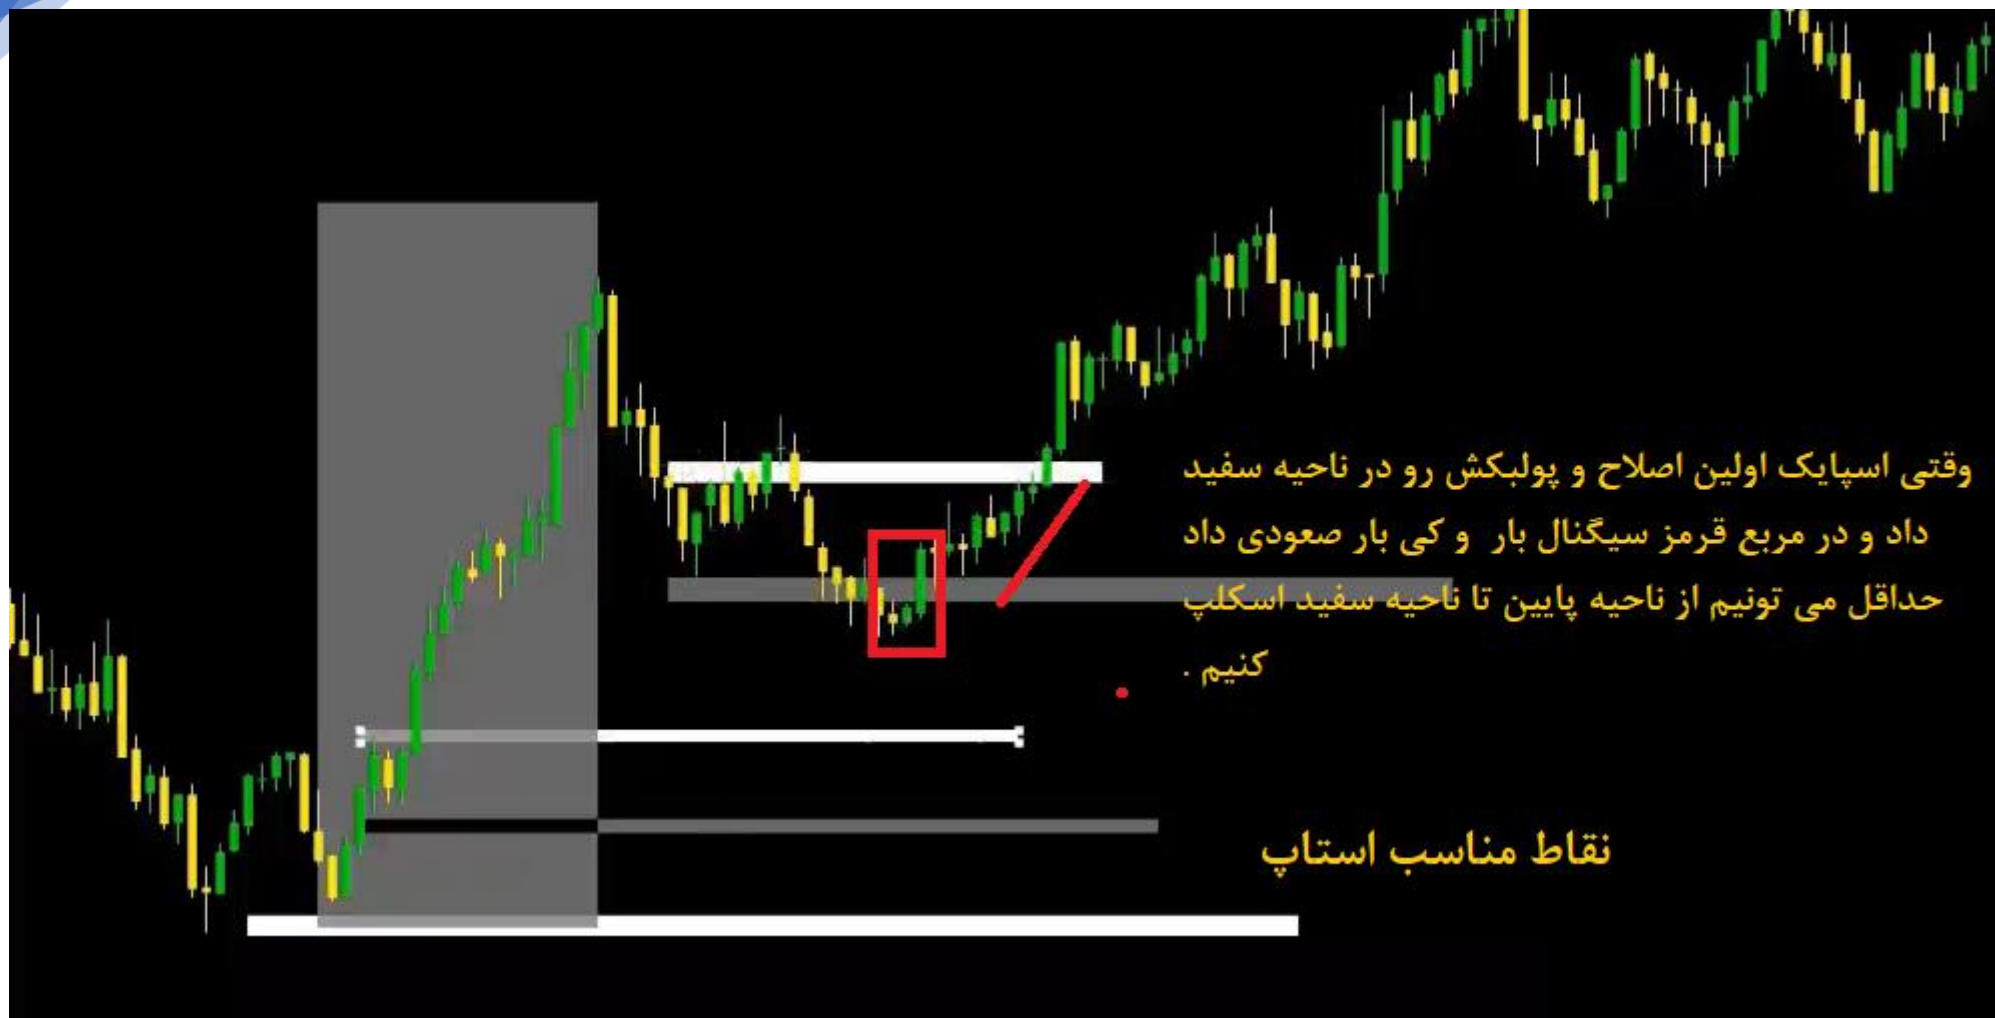 وقتی اسپایک اولین اصلاح و پولبکش رو در ناحیه سفید
داد و در مربع قرمز سیگنال بار و کی بار صعودی داد
حداقل می تونیم از ناحیه پایین تا ناحیه سفید اسکلپ
کنیم .
نقاط مناسب استاپ